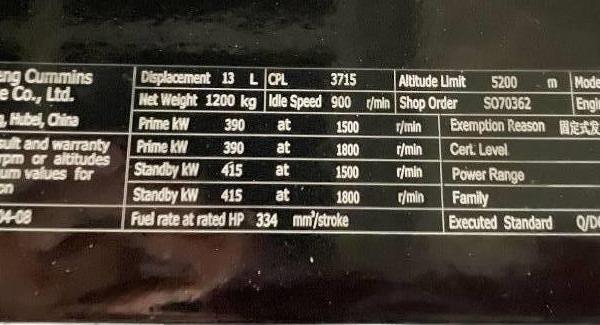 ng Cummins
e Co., Ltd.
, Hubei, China
sult and warranty
rpm or altitudes
um values for
on
04-08
Displacement 13 L CPL 3715 Altitude Limit 5200 m Mode
Net Weight 1200 kg Idle Speed 900 r/min Shop Order SO70362 Engi
Prime kW 390 at 1500 r/min Exemption Reason 固定式发
Prime kW 390 at 1800 r/min Cert. Level
Standby kW 415 at 1500 r/min Power Range
Standby kW 415 at 1800 r/min Family
Fuel rate at rated HP 334 mm³/stroke Executed Standard Q/D